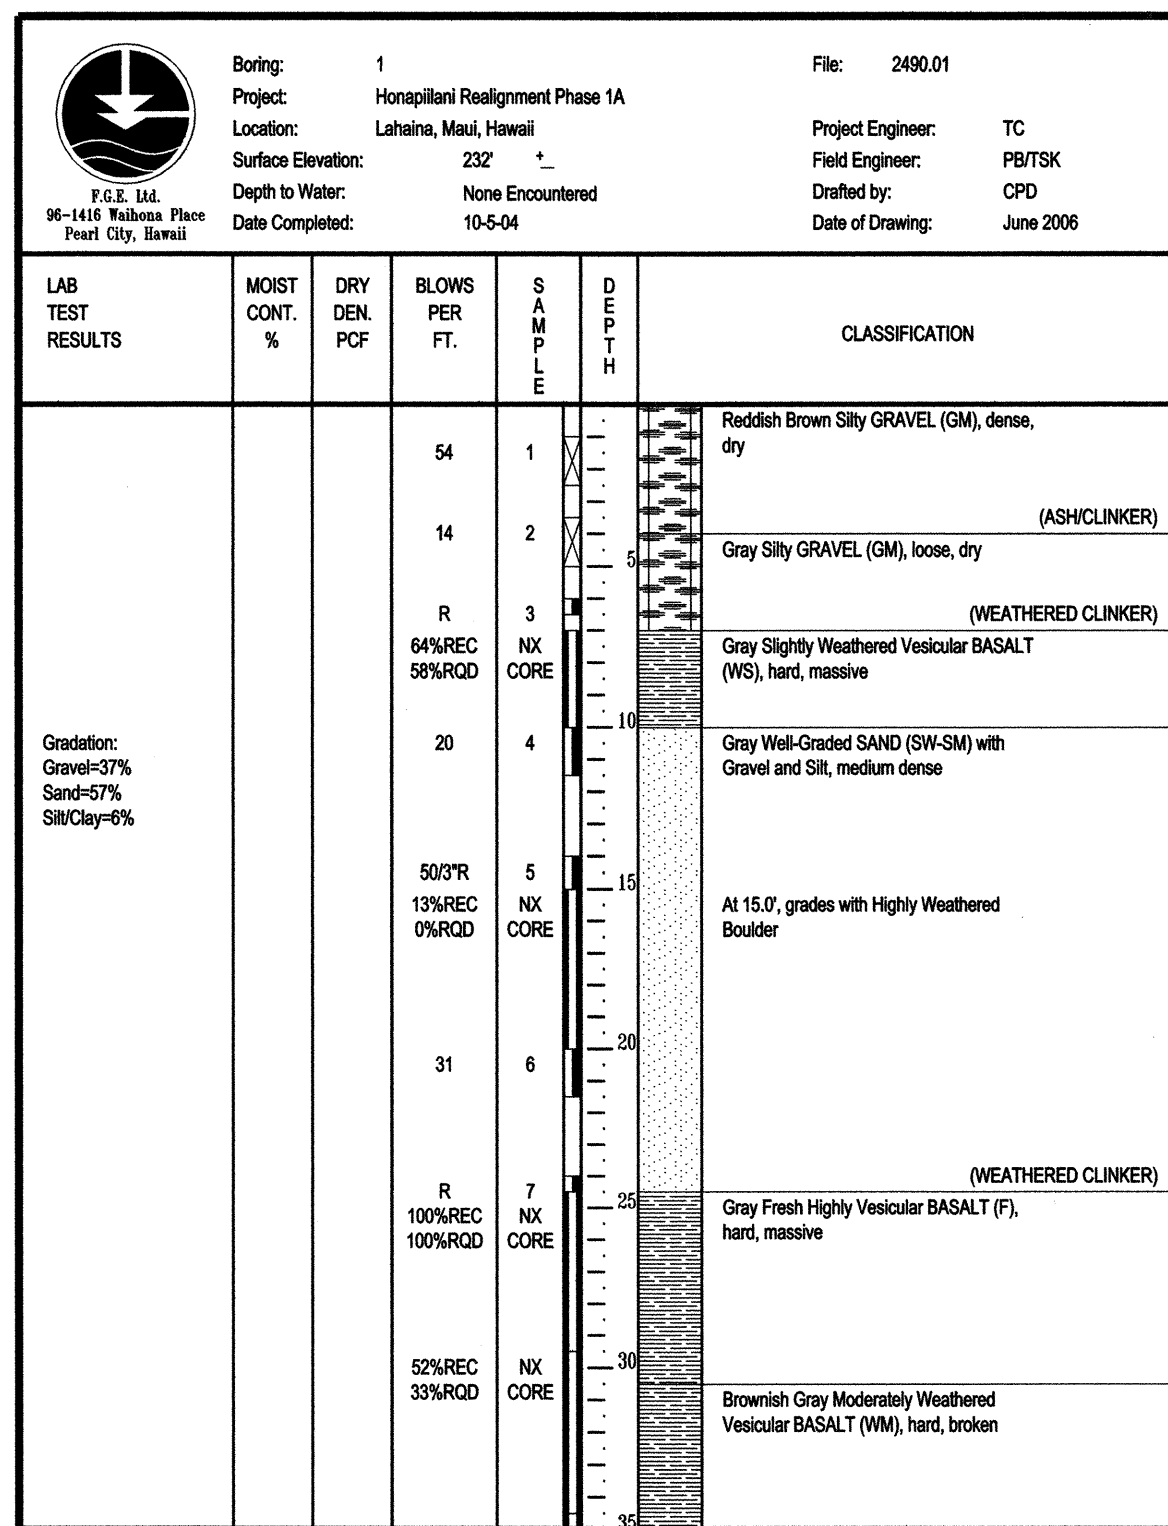 Boring: 1 File: 2490.01
Project: Honapiilani Realignment Phase 1A
Location: Lahaina, Maui, Hawaii Project Engineer: TC
Surface Elevation: 232' +_ Field Engineer: PB/TSK
F.G.E. Ltd. Depth to Water: None Encountered Drafted by: CPD
96-1416 Waihona Place
Pearl City, Hawaii Date Completed: 10-5-04 Date of Drawing: June 2006
LAB TEST RESULTS
MOIST CONT. %
DRY DEN. PCF
BLOWS PER FT.
SAMPLE
DEPTH
CLASSIFICATION
Reddish Brown Silty GRAVEL (GM), dense,
dry
54 1
(ASH/CLINKER)
14 2
Gray Silty GRAVEL (GM), loose, dry
5
R 3 (WEATHERED CLINKER)
64%REC NX Gray Slightly Weathered Vesicular BASALT
58%RQD CORE (WS), hard, massive
10
Gradation: 20 4 Gray Well-Graded SAND (SW-SM) with
Gravel=37% Gravel and Silt, medium dense
Sand=57%
Silt/Clay=6%
50/3"R 5
15
13%REC NX At 15.0', grades with Highly Weathered
0%RQD CORE Boulder
20
31 6
(WEATHERED CLINKER)
R 7
25
100%REC NX Gray Fresh Highly Vesicular BASALT (F),
100%RQD CORE hard, massive
30
52%REC NX
33%RQD CORE Brownish Gray Moderately Weathered
Vesicular BASALT (WM), hard, broken
35